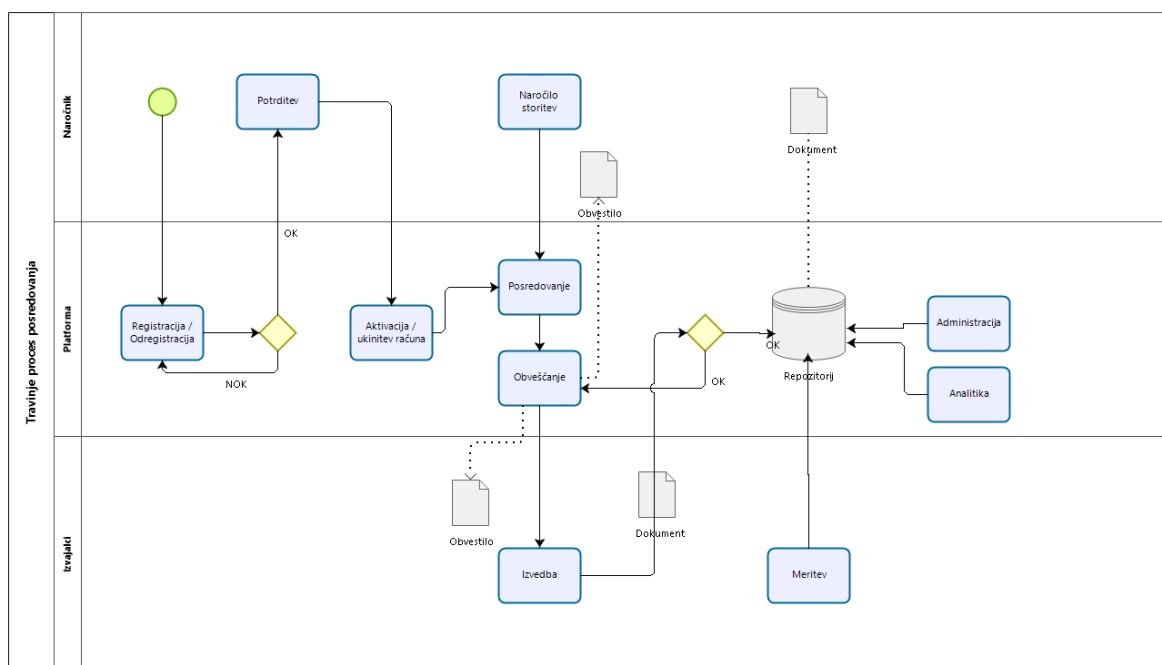 Travinje proces posredovanja
Naročnik
Potrditev
Naročilo
storitev
Dokument
Obvestilo
Platforma
OK
Registracija /
Odregistracija
NOK
Aktivacija /
ukinitev računa
Posredovanje
Obveščanje
OK
OK
Repozitorij
Administracija
Analitika
Izvajalci
Obvestilo
Dokument
Izvedba
Meritev